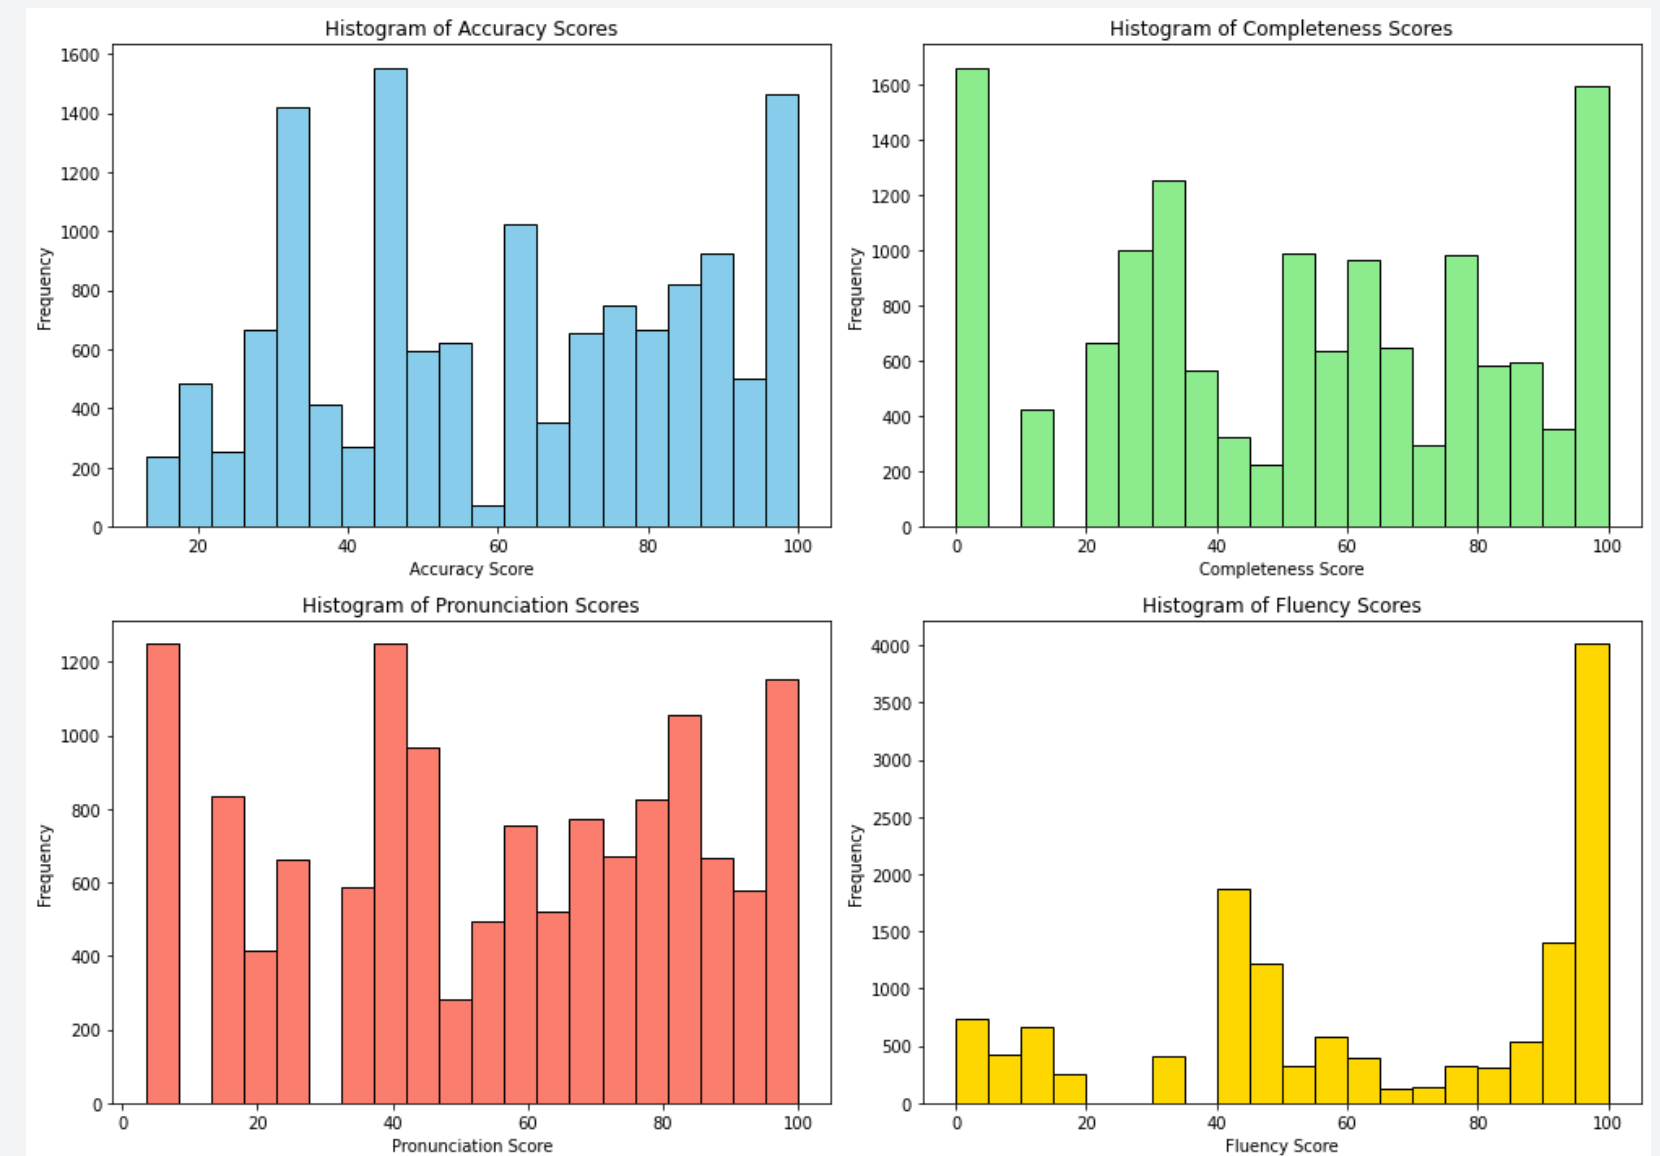 Histogram of Accuracy Scores
1600
1400
1200
1000
800
600
400
200
0
Frequency
20 40 60 80 100
Accuracy Score
Histogram of Completeness Scores
1600
1400
1200
1000
800
600
400
200
0
Frequency
0 20 40 60 80 100
Completeness Score
Histogram of Pronunciation Scores
1200
1000
800
600
400
200
0
Frequency
0 20 40 60 80 100
Pronunciation Score
Histogram of Fluency Scores
4000
3500
3000
2500
2000
1500
1000
500
0
Frequency
0 20 40 60 80 100
Fluency Score